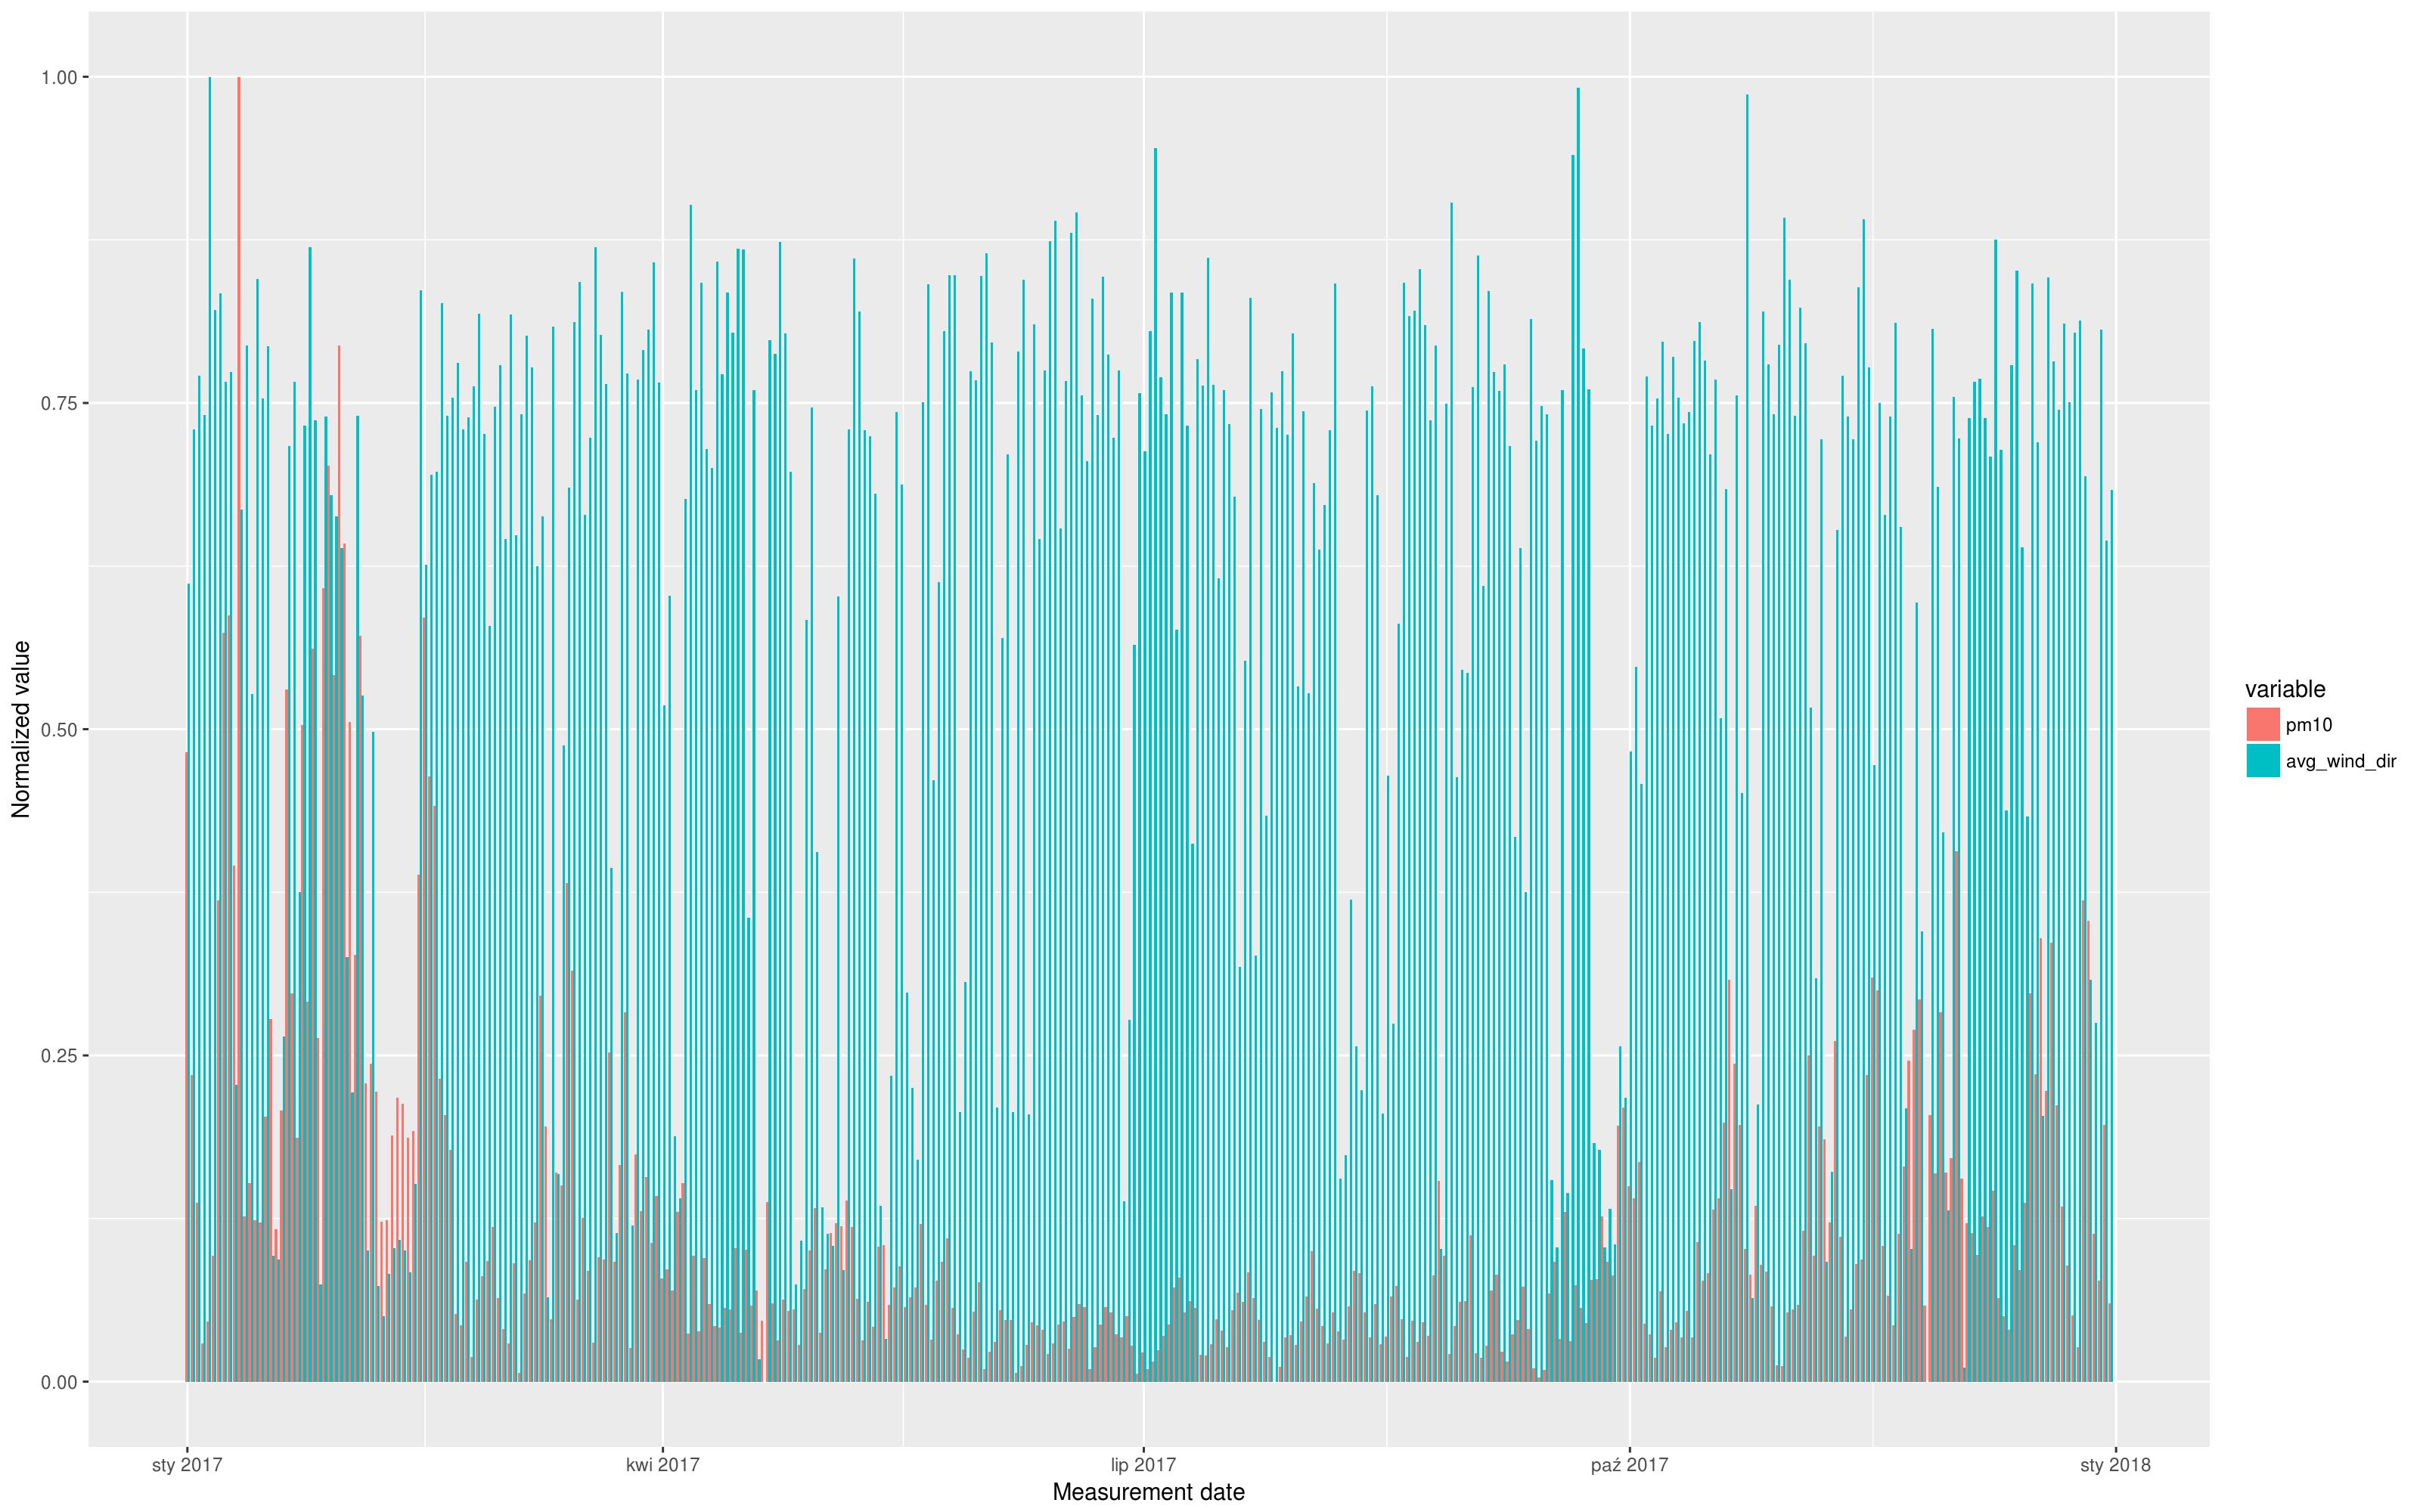 1.00
0.75
0.50
0.25
0.00
Normalized value
sty 2017
kwi 2017
lip 2017
paź 2017
sty 2018
Measurement date
variable
pm10
avg_wind_dir